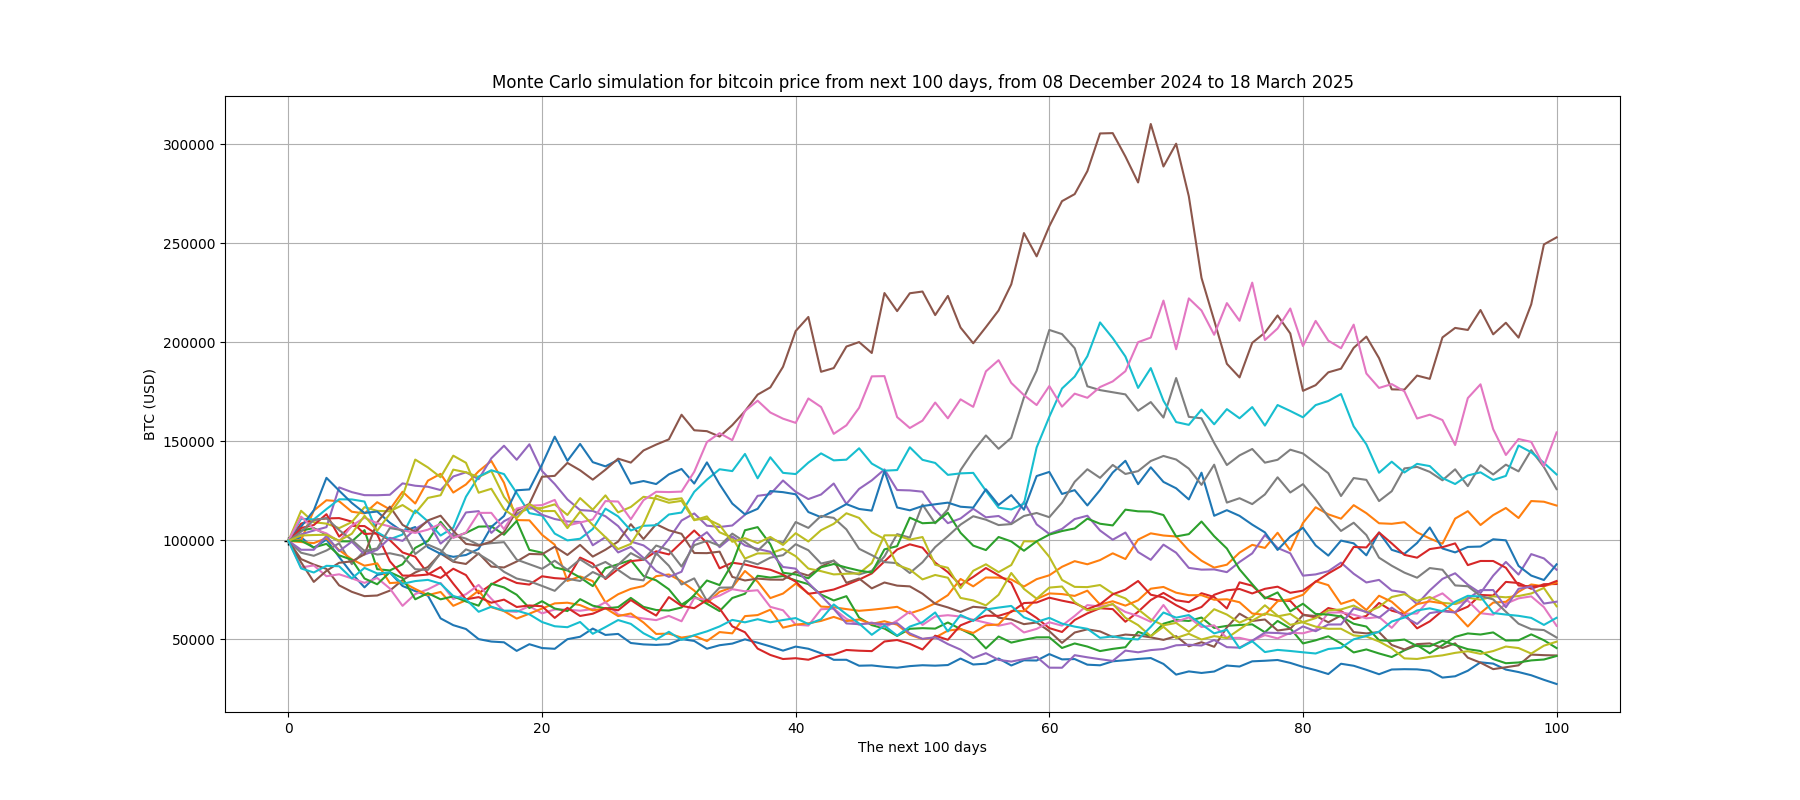 Monte Carlo simulation for bitcoin price from next 100 days, from 08 December 2024 to 18 March 2025
300000
250000
200000
150000
100000
50000
BTC (USD)
0 20 40 60 80 100
The next 100 days